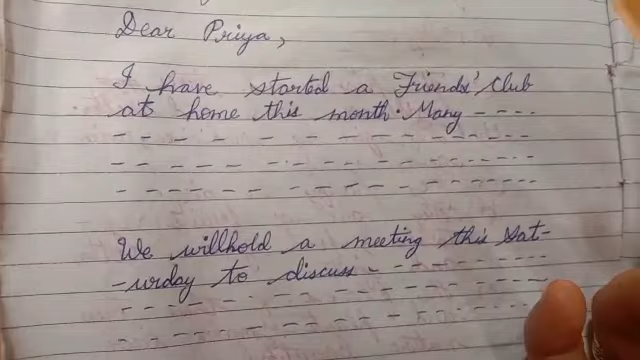 Dear Priya,
I have started a Friends' Club
at home this month. Many - - - -
- - - - - - - - - - - - -
- - - - - - - - - - - - -
- - - - - - - - - - - - -
We will hold a meeting this Sat-
-urday to discuss - - - - - - - -
- - - - - - - - - - - - -
- - - - - - - - - - - - -